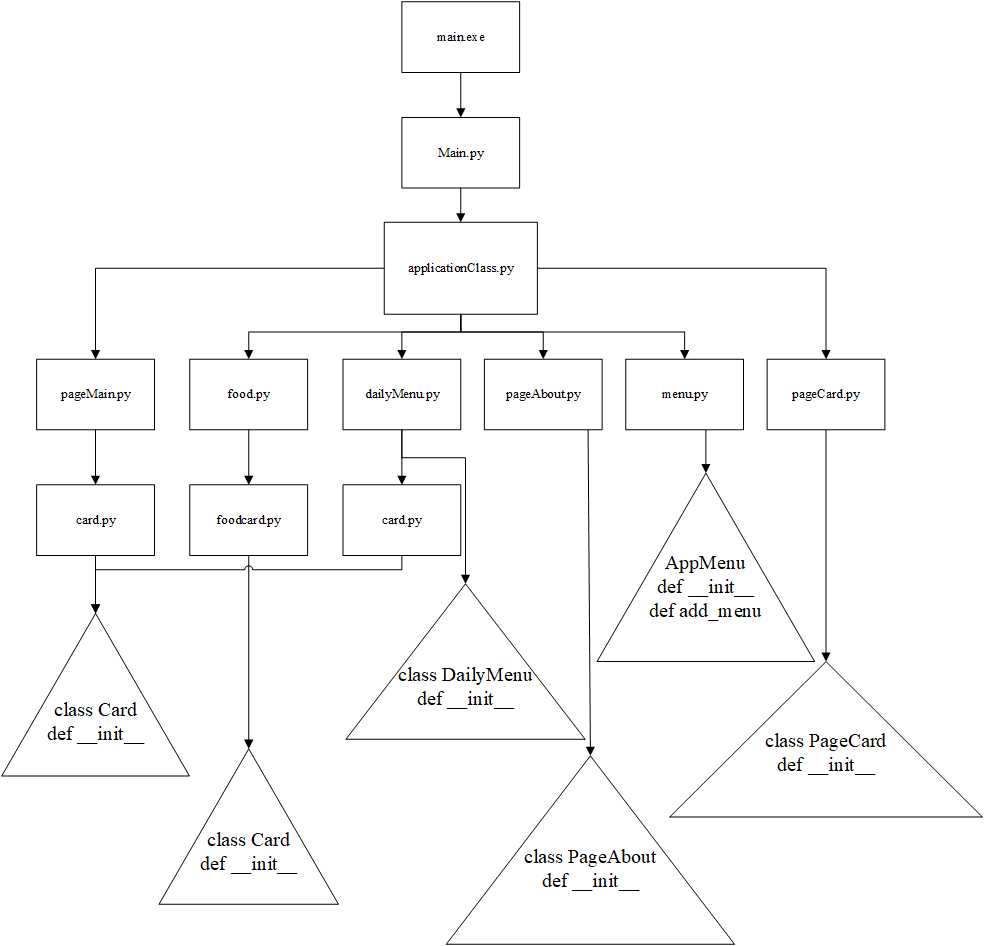 main.exe
Main.py
applicationClass.py
pageMain.py
food.py
dailyMenu.py
pageAbout.py
menu.py
pageCard.py
card.py
foodcard.py
card.py
AppMenu
def __init__
def add_menu
class DailyMenu
def __init__
class Card
def __init__
class PageCard
def __init__
class Card
def __init__
class PageAbout
def __init__